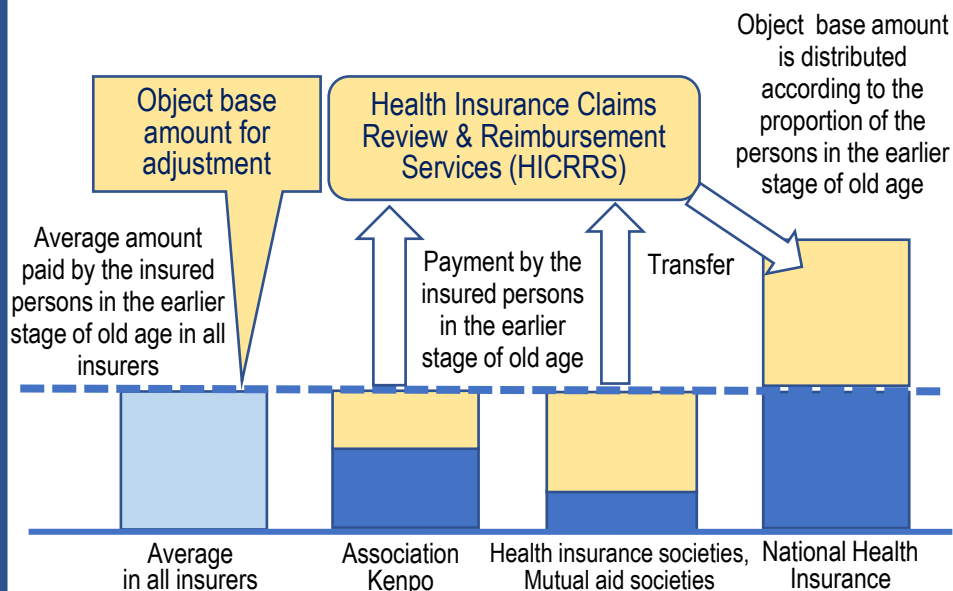 Object base
amount for
adjustment
Health Insurance Claims
Review & Reimbursement
Services (HICRRS)
Object  base amount
is distributed
according to the
proportion of the
persons in the earlier
stage of old age
Average amount
paid by the insured
persons in the earlier
stage of old age in all
insurers
Payment by the
insured persons
in the earlier
stage of old age
Transfer
Average
in all insurers
Association
Kenpo
Health insurance societies,
Mutual aid societies
National Health
Insurance